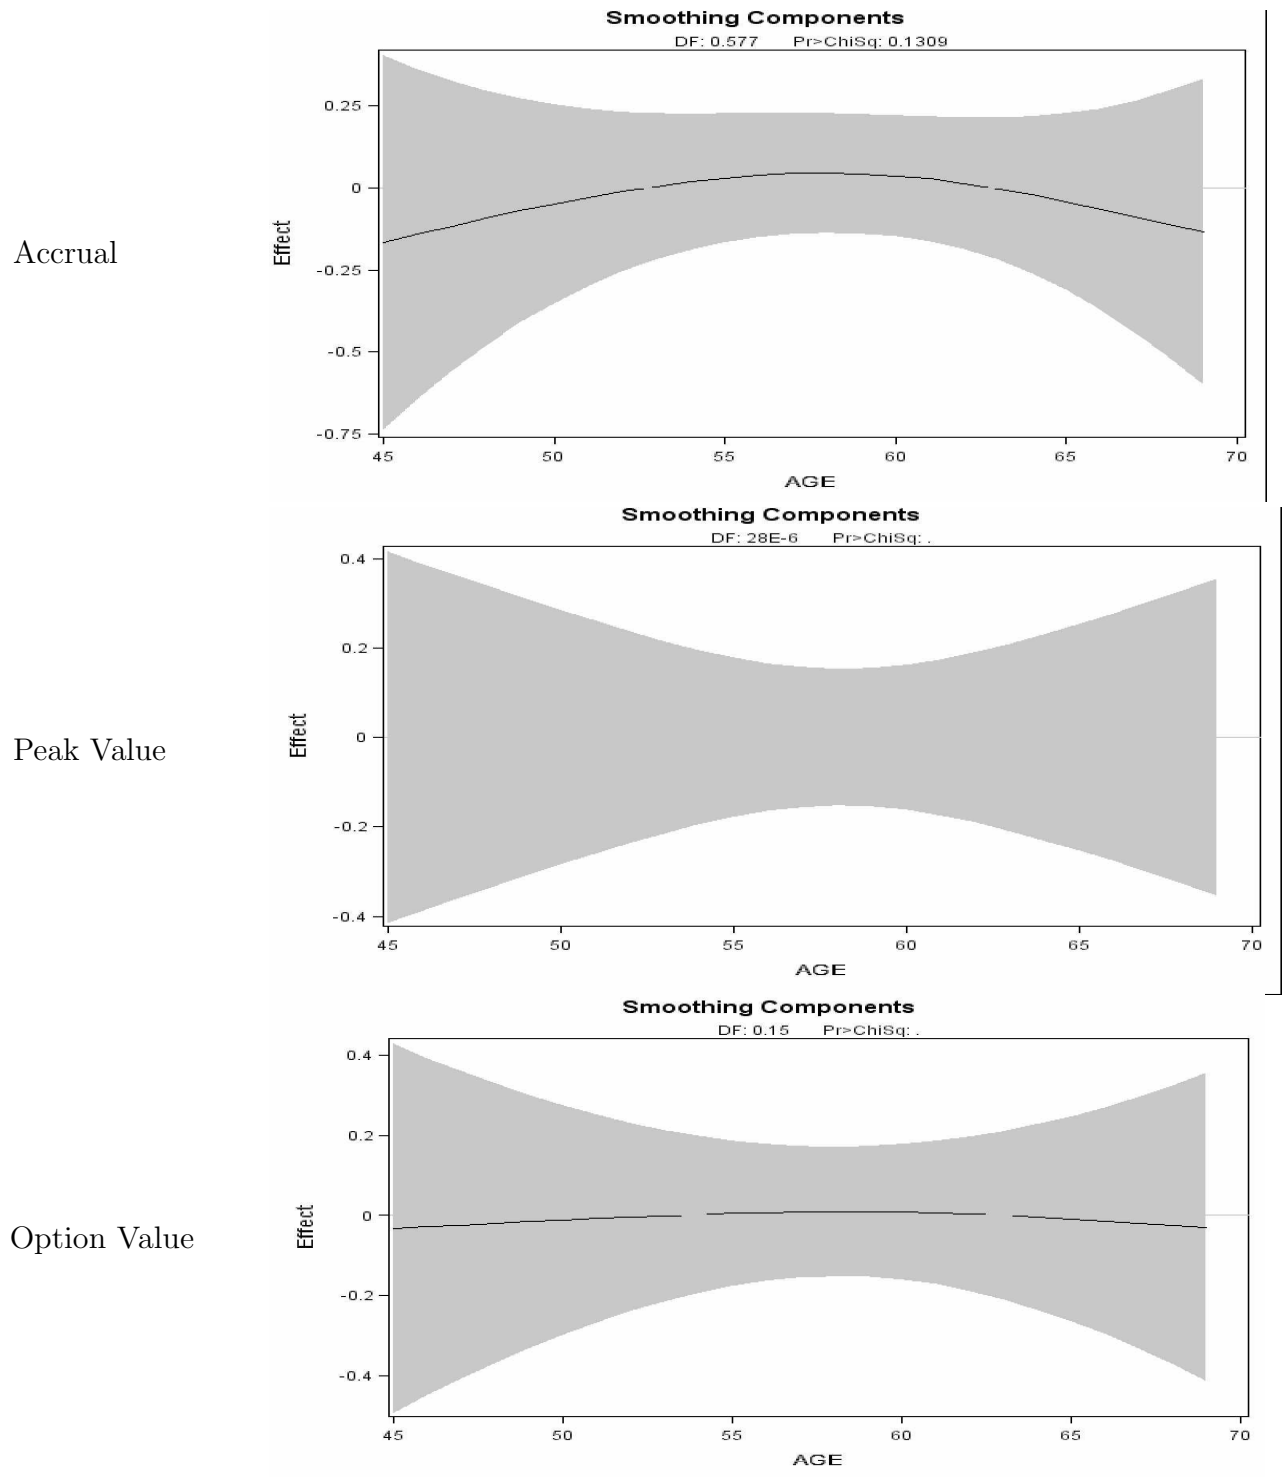 Smoothing Components
DF: 0.577 Pr>ChiSq: 0.1309
Accrual
Effect
0.25
0
-0.25
-0.5
-0.75
45 50 55 60 65 70
AGE
Smoothing Components
DF: 28E-6 Pr>ChiSq: .
Peak Value
Effect
0.4
0.2
0
-0.2
-0.4
45 50 55 60 65 70
AGE
Smoothing Components
DF: 0.15 Pr>ChiSq: .
Option Value
Effect
0.4
0.2
0
-0.2
-0.4
45 50 55 60 65 70
AGE